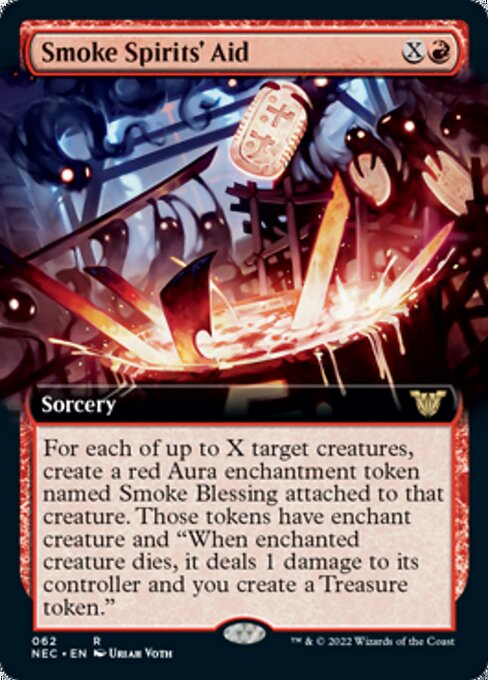 Smoke Spirits' Aid X
Sorcery
For each of up to X target creatures,
create a red Aura enchantment token
named Smoke Blessing attached to that
creature. Those tokens have enchant
creature and “When enchanted
creature dies, it deals 1 damage to its
controller and you create a Treasure
token.”
062 R
NEC • EN Uriah Voth
™ & © 2022 Wizards of the Coast